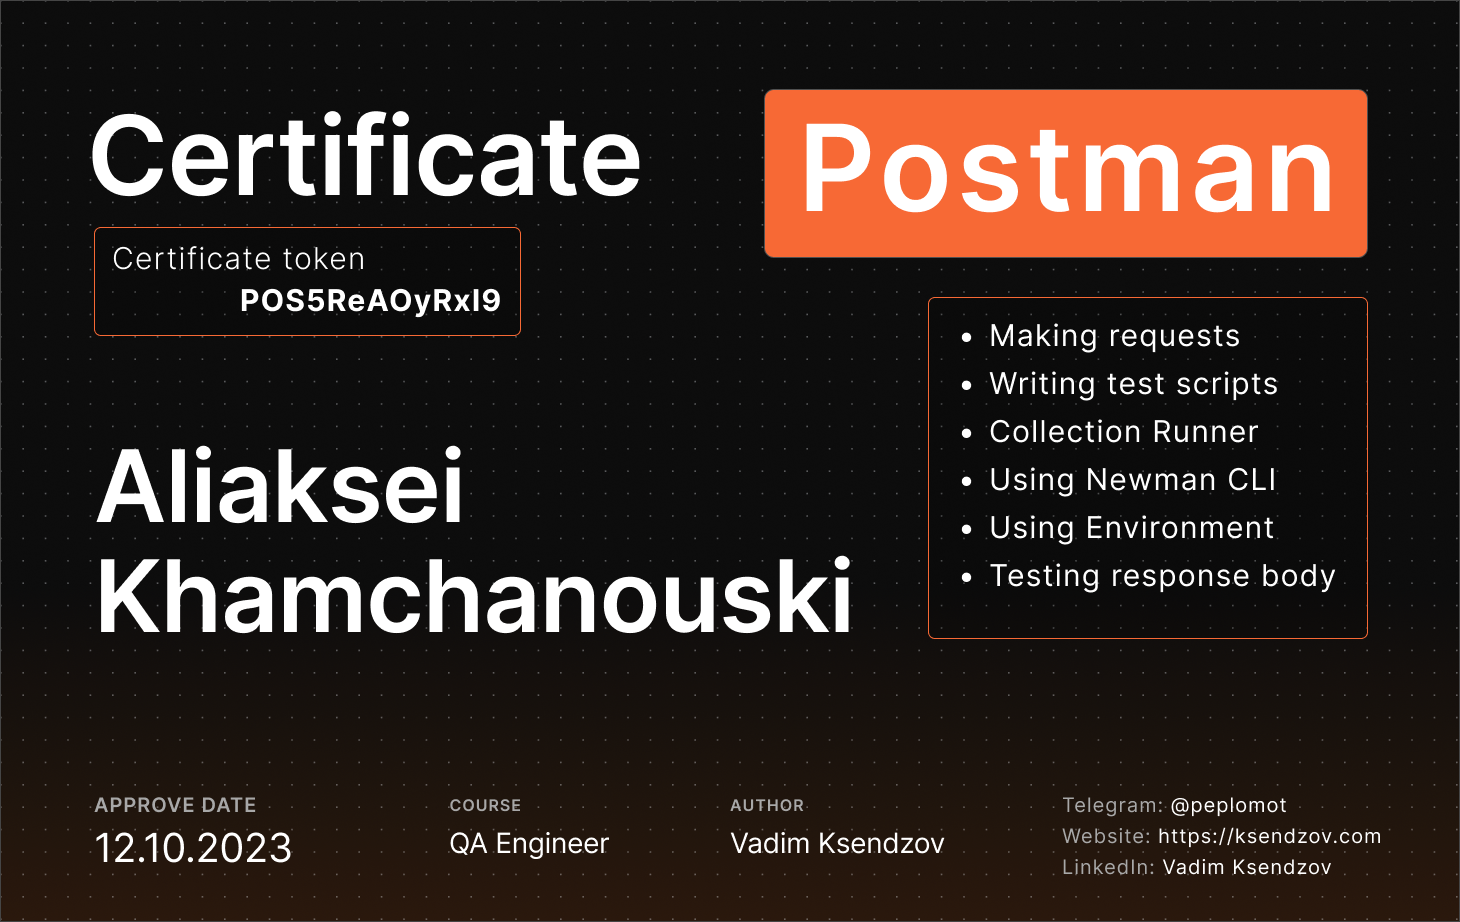 Certificate
Postman
Certificate token
POS5ReAOyRxI9
• Making requests
• Writing test scripts
• Collection Runner
• Using Newman CLI
• Using Environment
• Testing response body
Aliaksei
Khamchanouski
APPROVE DATE
12.10.2023
COURSE
QA Engineer
AUTHOR
Vadim Ksendzov
Telegram: @peplomot
Website: https://ksendzov.com
LinkedIn: Vadim Ksendzov